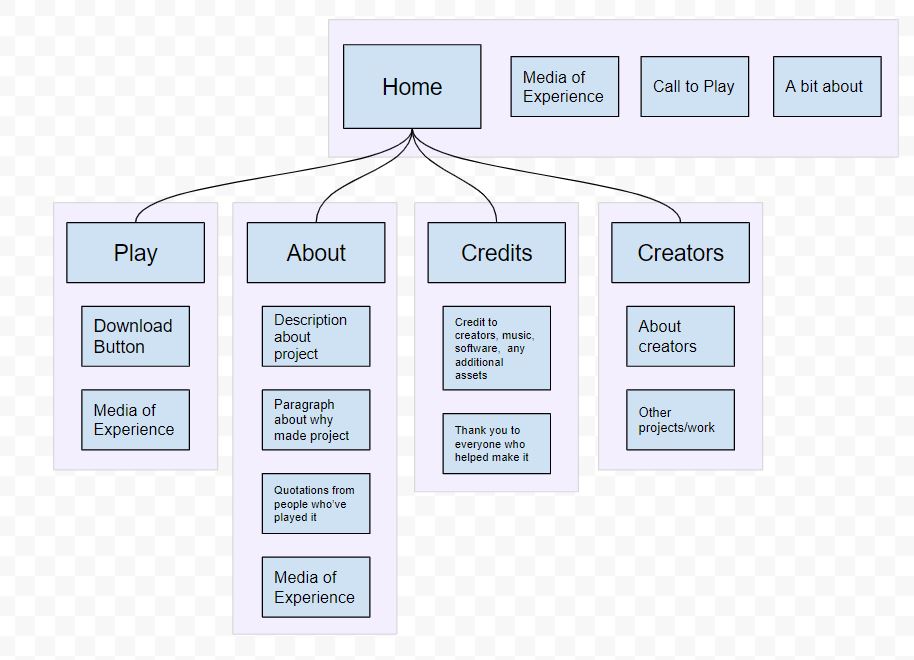 Home
Media of
Experience
Call to Play
A bit about
Play
Download
Button
Media of
Experience
About
Description
about
project
Paragraph
about why
made project
Quotations from
people who've
played it
Media of
Experience
Credits
Credit to
creators, music,
software, any
additional
assets
Thank you to
everyone who
helped make it
Creators
About
creators
Other
projects/work